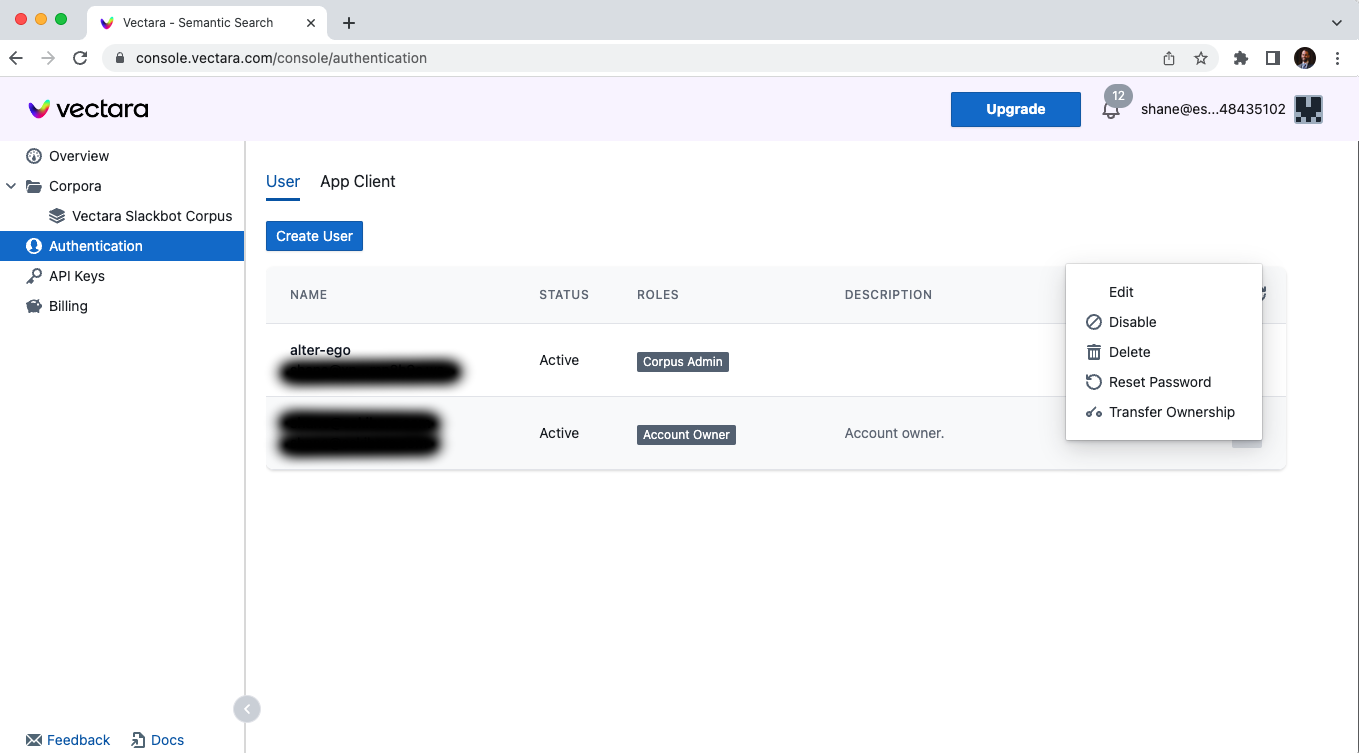 Vectara - Semantic Search
console.vectara.com/console/authentication
vectara
Upgrade
12
shane@es...48435102
Overview
Corpora
Vectara Slackbot Corpus
Authentication
API Keys
Billing
User App Client
Create User
NAME STATUS ROLES DESCRIPTION
alter-ego
Active Corpus Admin
Active Account Owner Account owner.
Edit
Disable
Delete
Reset Password
Transfer Ownership
Feedback Docs